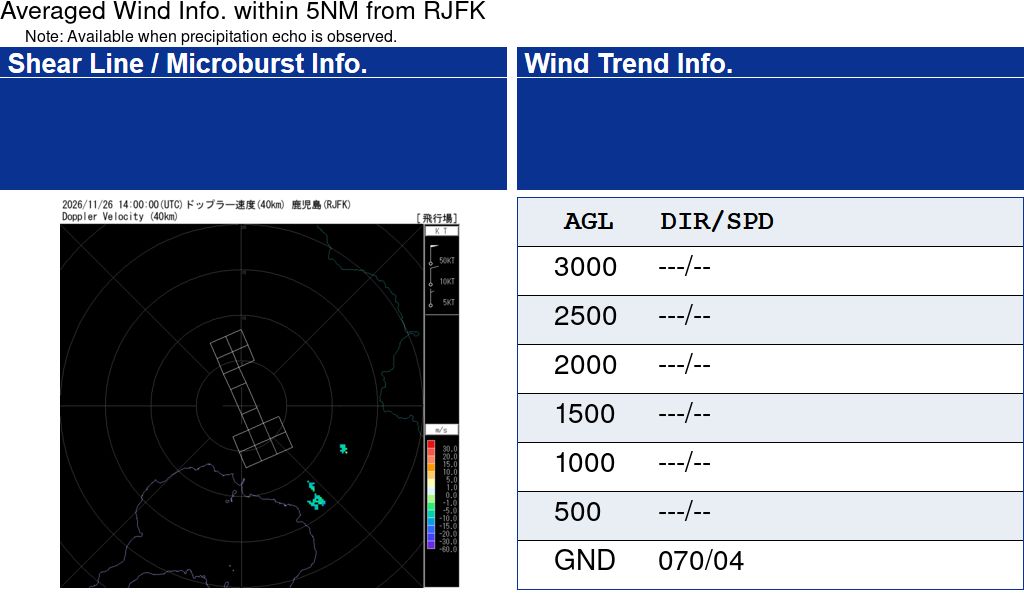 Averaged Wind Info. within 5NM from RJFK
Note: Available when precipitation echo is observed.
Shear Line / Microburst Info.
Wind Trend Info.
2026/11/26 14:00:00(UTC) ドップラー速度(40km) 鹿児島(RJFK)
Doppler Velocity (40km)
[飛行場]
KT
50KT
10KT
5KT
m/s
30.0
20.0
15.0
10.0
5.0
1.0
0.0
-1.0
-5.0
-10.0
-15.0
-20.0
-30.0
-60.0
AGL DIR/SPD
3000 ---/--
2500 ---/--
2000 ---/--
1500 ---/--
1000 ---/--
500 ---/--
GND 070/04